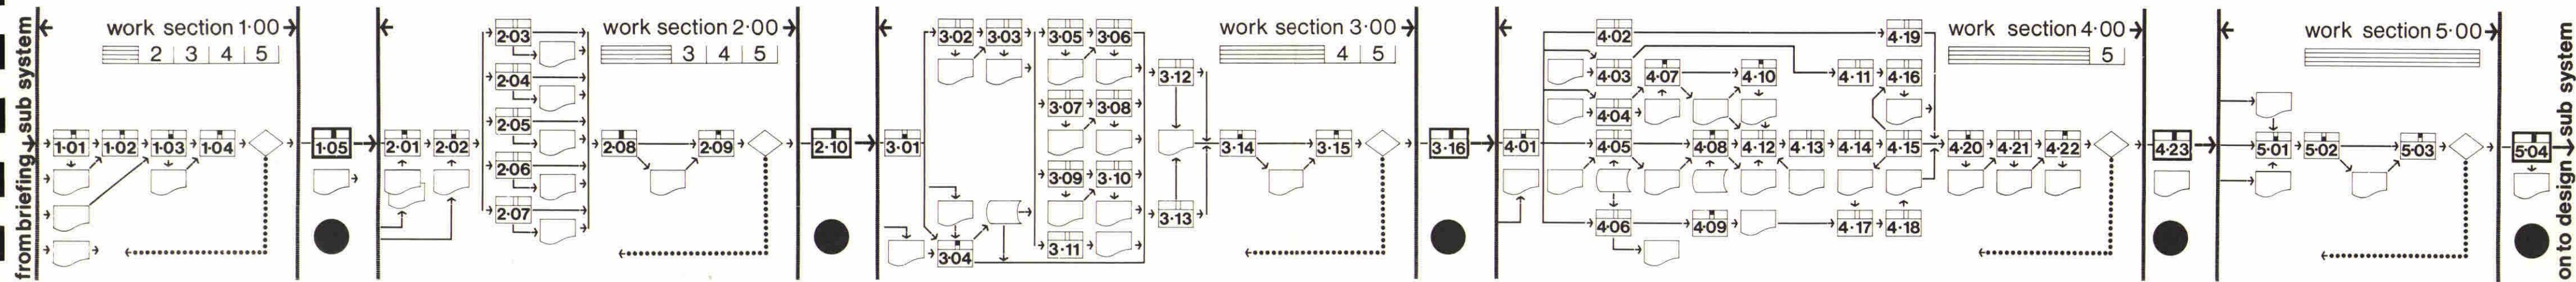 from briefing sub system
work section 1·00
2 3 4 5
1·01 1·02 1·03 1·04
1·05
work section 2·00
3 4 5
2·01 2·02
2·03
2·04
2·05
2·06
2·07
2·08 2·09
2·10
work section 3·00
4 5
3·01
3·02 3·03 3·05 3·06
3·12
3·07 3·08
3·14 3·15
3·09 3·10
3·13
3·04 3·11
3·16
work section 4·00
5
4·01
4·02 4·19
4·03 4·07 4·10 4·11 4·16
4·04
4·05 4·08 4·12 4·13 4·14 4·15 4·20 4·21 4·22
4·06 4·09 4·17 4·18
4·23
work section 5·00
5·01 5·02 5·03
5·04
on to design sub system